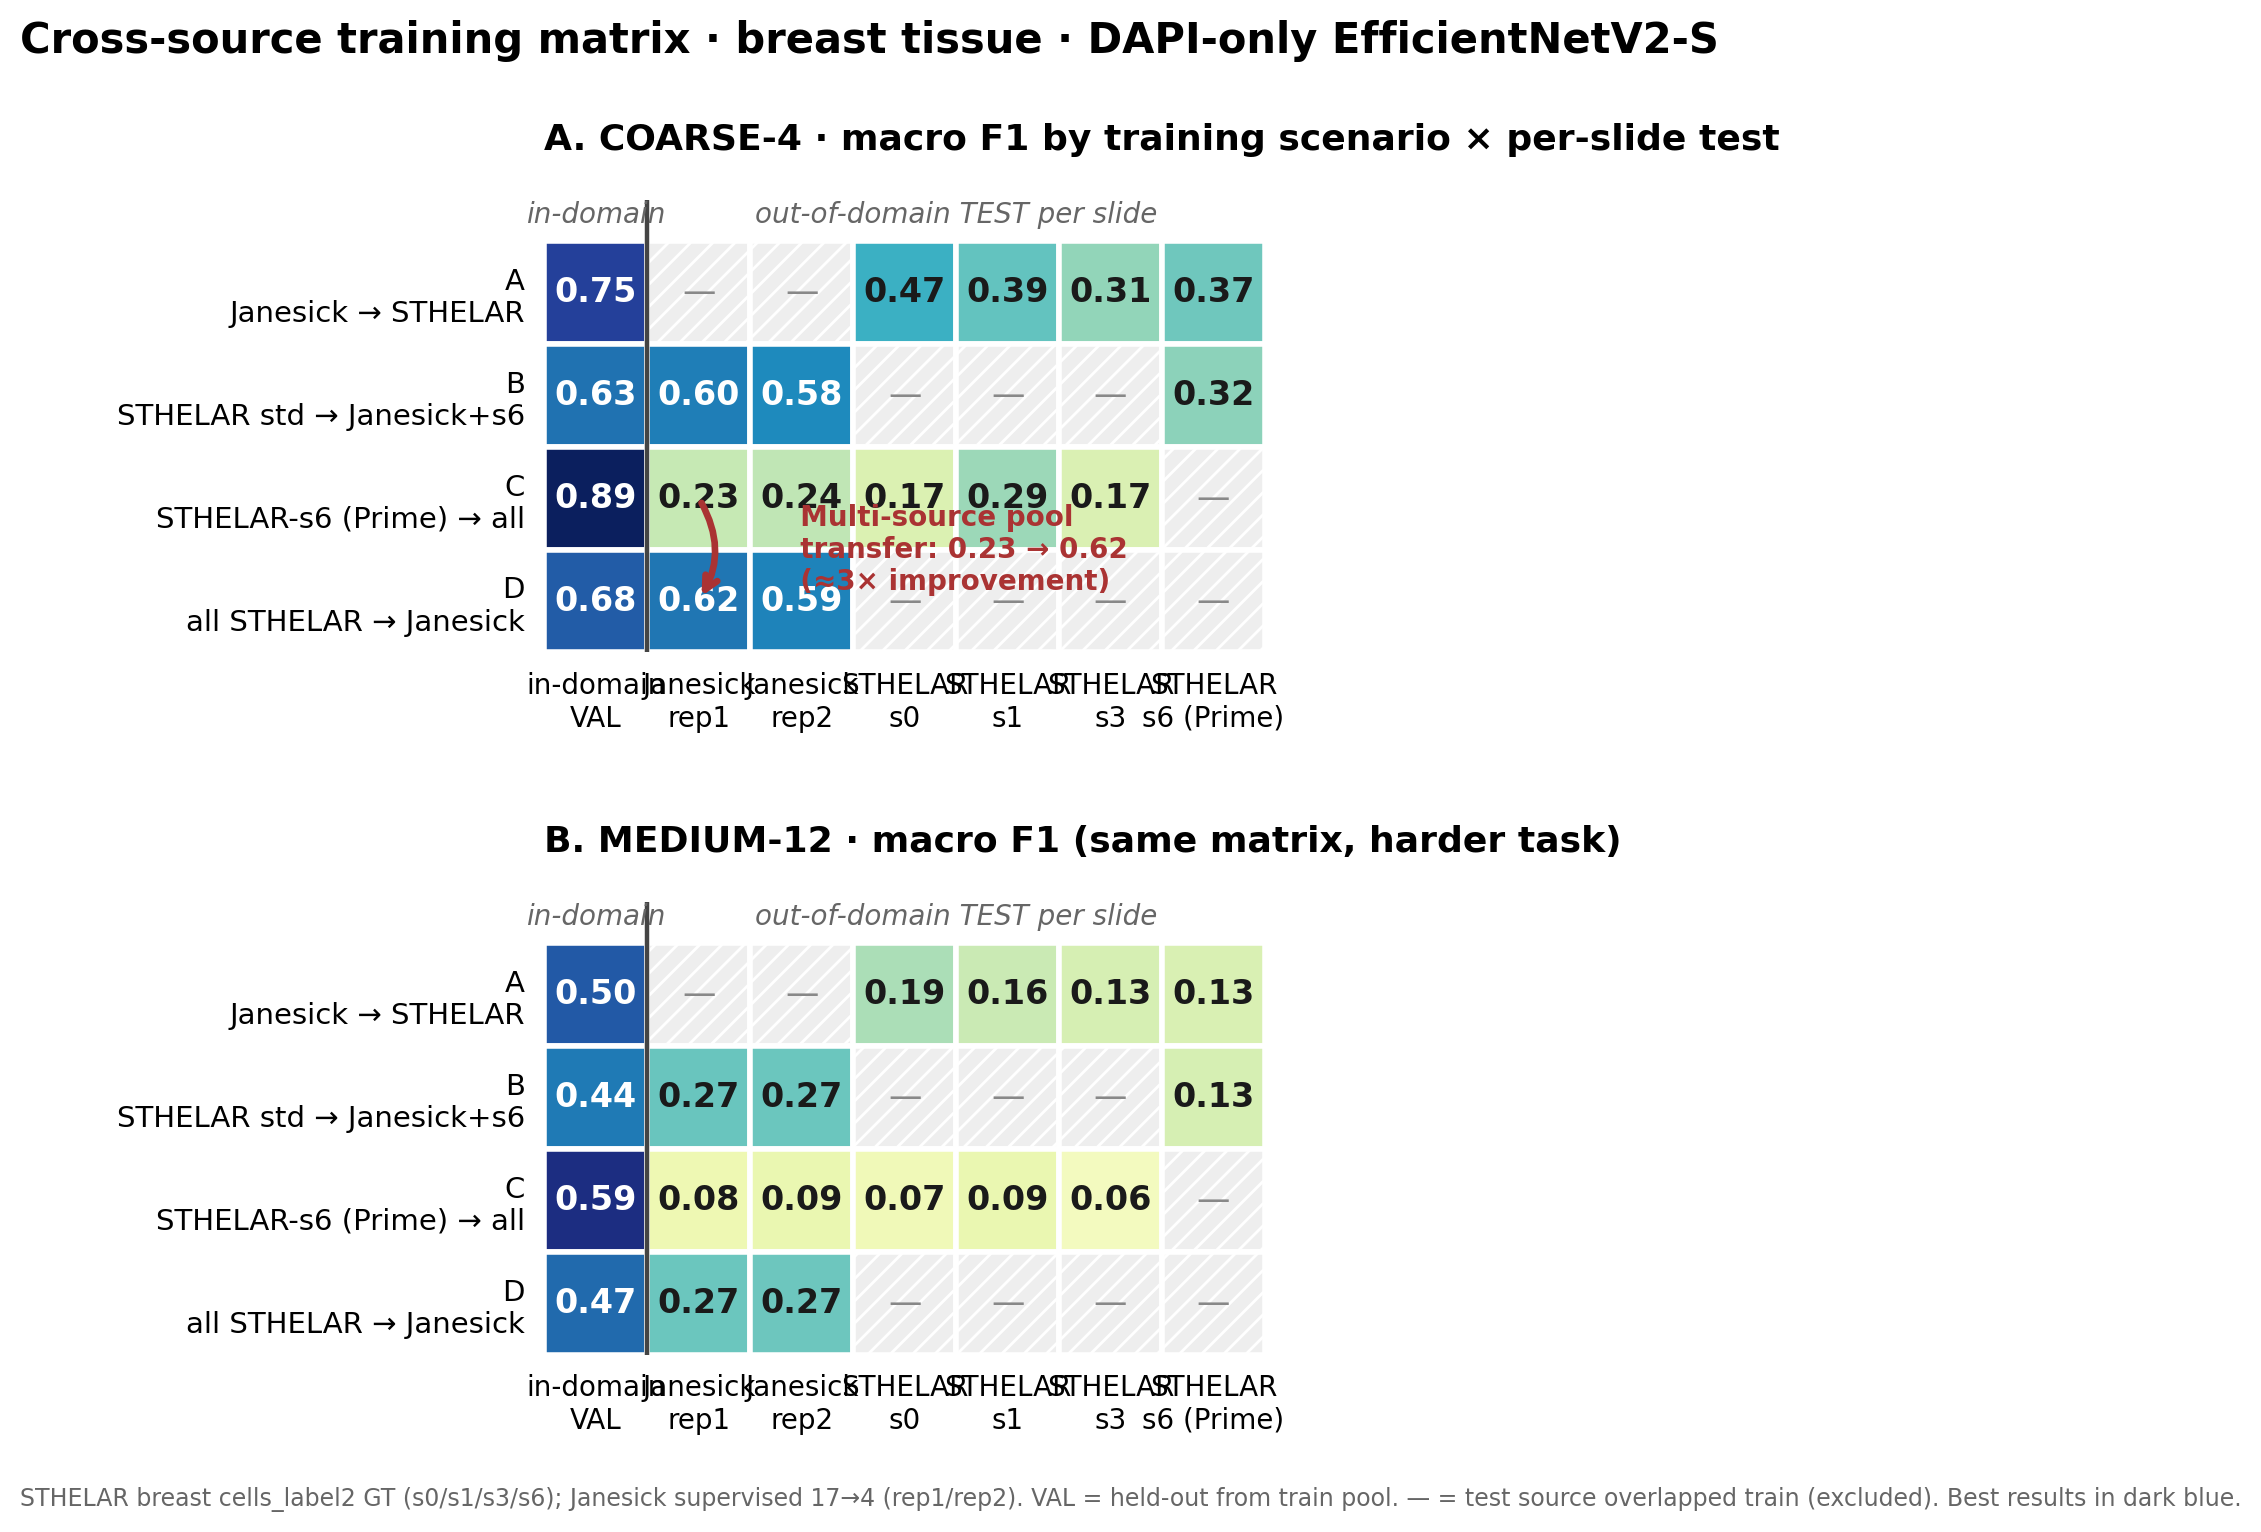 Cross-source training matrix · breast tissue · DAPI-only EfficientNetV2-S
A. COARSE-4 · macro F1 by training scenario × per-slide test
in-domain out-of-domain TEST per slide
A
Janesick → STHELAR
0.75 — — 0.47 0.39 0.31 0.37
B
STHELAR std → Janesick+s6
0.63 0.60 0.58 — — — 0.32
C
STHELAR-s6 (Prime) → all
0.89 0.23 0.24 0.17 0.29 0.17 —
Multi-source pool
transfer: 0.23 → 0.62
(≈3× improvement)
D
all STHELAR → Janesick
0.68 0.62 0.59 — — — —
in-domain Janesick Janesick STHELAR STHELAR STHELAR STHELAR
VAL rep1 rep2 s0 s1 s3 s6 (Prime)
B. MEDIUM-12 · macro F1 (same matrix, harder task)
in-domain out-of-domain TEST per slide
A
Janesick → STHELAR
0.50 — — 0.19 0.16 0.13 0.13
B
STHELAR std → Janesick+s6
0.44 0.27 0.27 — — — 0.13
C
STHELAR-s6 (Prime) → all
0.59 0.08 0.09 0.07 0.09 0.06 —
D
all STHELAR → Janesick
0.47 0.27 0.27 — — — —
in-domain Janesick Janesick STHELAR STHELAR STHELAR STHELAR
VAL rep1 rep2 s0 s1 s3 s6 (Prime)
STHELAR breast cells_label2 GT (s0/s1/s3/s6); Janesick supervised 17→4 (rep1/rep2). VAL = held-out from train pool. — = test source overlapped train (excluded). Best results in dark blue.